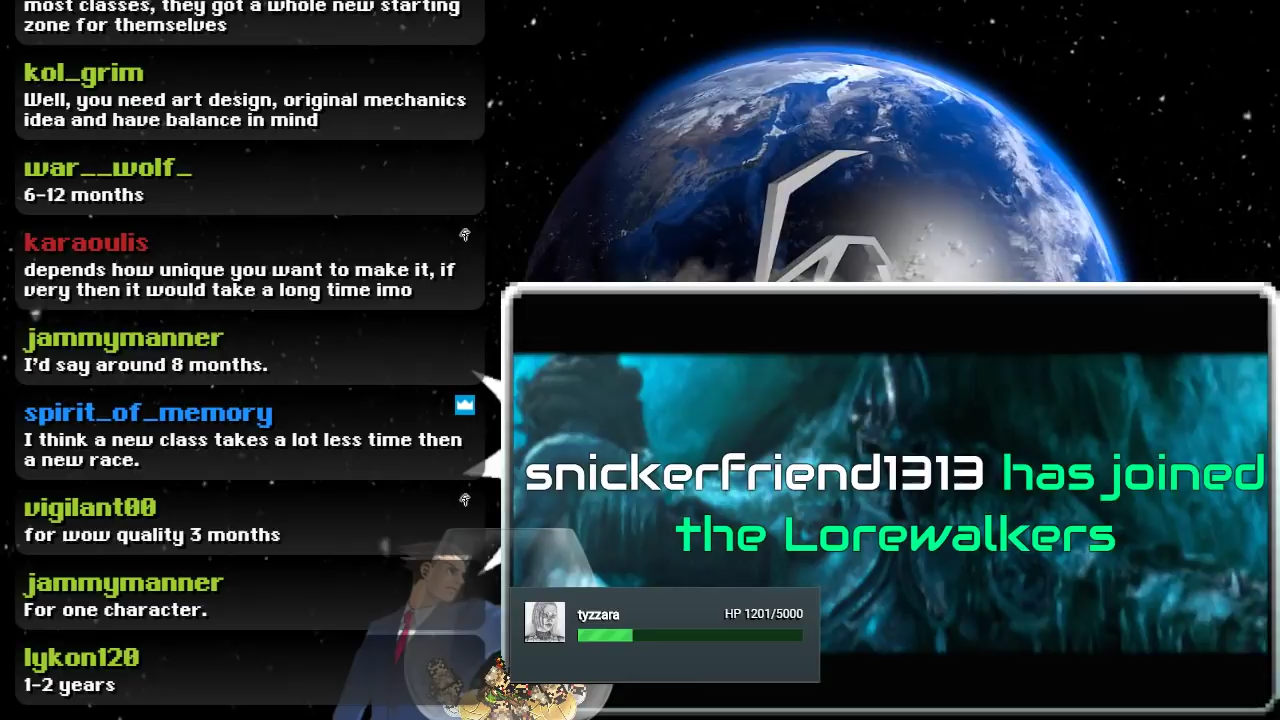 most classes, they got a whole new starting
zone for themselves
kol_grim
Well, you need art design, original mechanics
idea and have balance in mind
war__wolf_
6-12 months
karaoulis
depends how unique you want to make it, if
very then it would take a long time imo
jammymanner
I'd say around 8 months.
spirit_of_memory
I think a new class takes a lot less time then
a new race.
vigilant00
for wow quality 3 months
jammymanner
For one character.
lykon120
1-2 years
snickerfriend1313 has joined
the Lorewalkers
tyzzara
HP 1201/5000